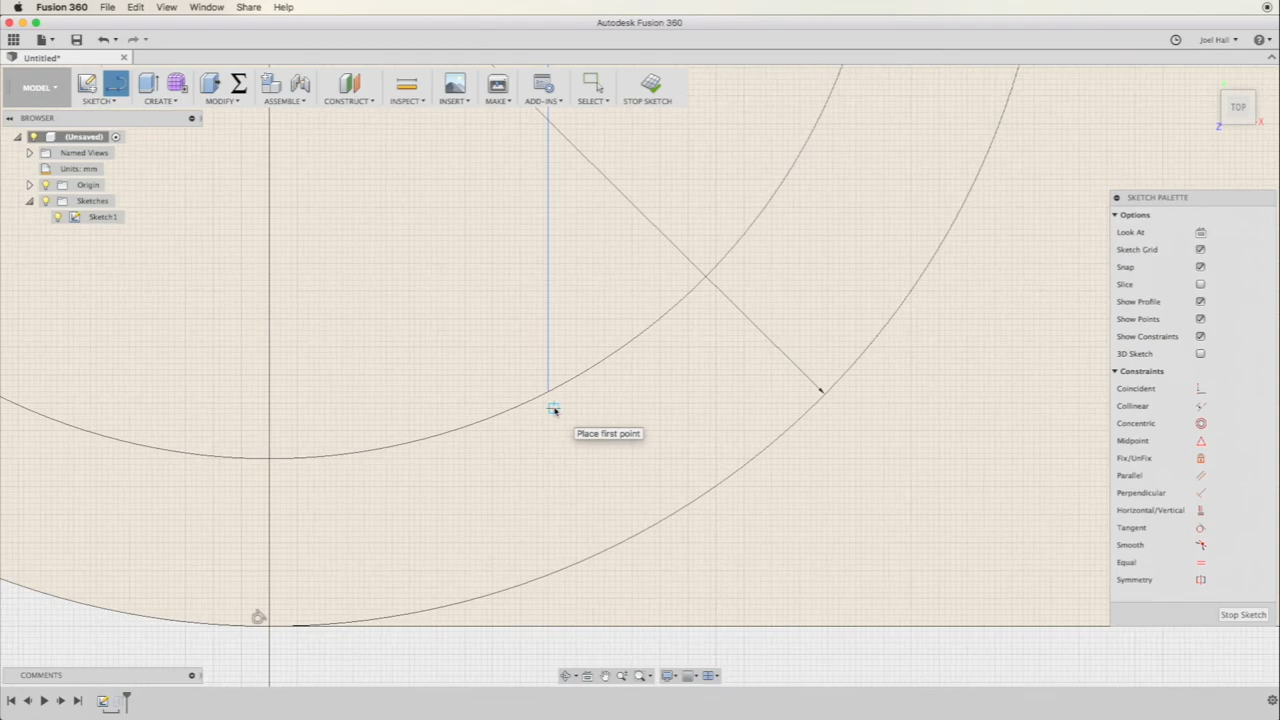 Fusion 360 File Edit View Window Share Help
Autodesk Fusion 360
Joel Hall
Untitled*
MODEL
SKETCH CREATE MODIFY ASSEMBLE CONSTRUCT INSPECT INSERT MAKE ADD-INS SELECT STOP SKETCH
BROWSER
(Unsaved)
Named Views
Units: mm
Origin
Sketches
Sketch1
TOP
X
Z
Place first point
SKETCH PALETTE
Options
Look At
Sketch Grid
Snap
Slice
Show Profile
Show Points
Show Constraints
3D Sketch
Constraints
Coincident
Collinear
Concentric
Midpoint
Fix/UnFix
Parallel
Perpendicular
Horizontal/Vertical
Tangent
Smooth
Equal
Symmetry
Stop Sketch
COMMENTS